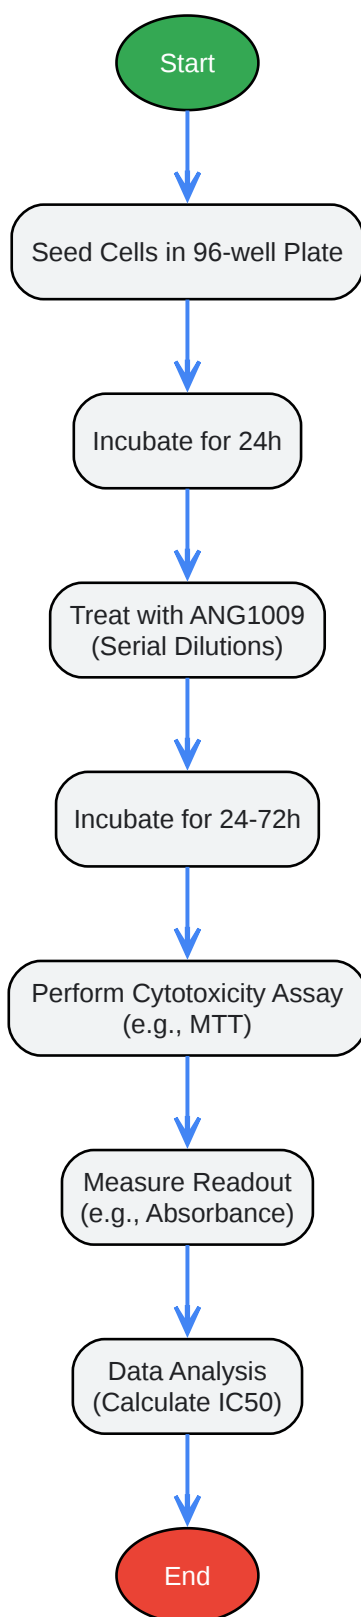 Start
Seed Cells in 96-well Plate
Incubate for 24h
Treat with ANG1009
(Serial Dilutions)
Incubate for 24-72h
Perform Cytotoxicity Assay
(e.g., MTT)
Measure Readout
(e.g., Absorbance)
Data Analysis
(Calculate IC50)
End